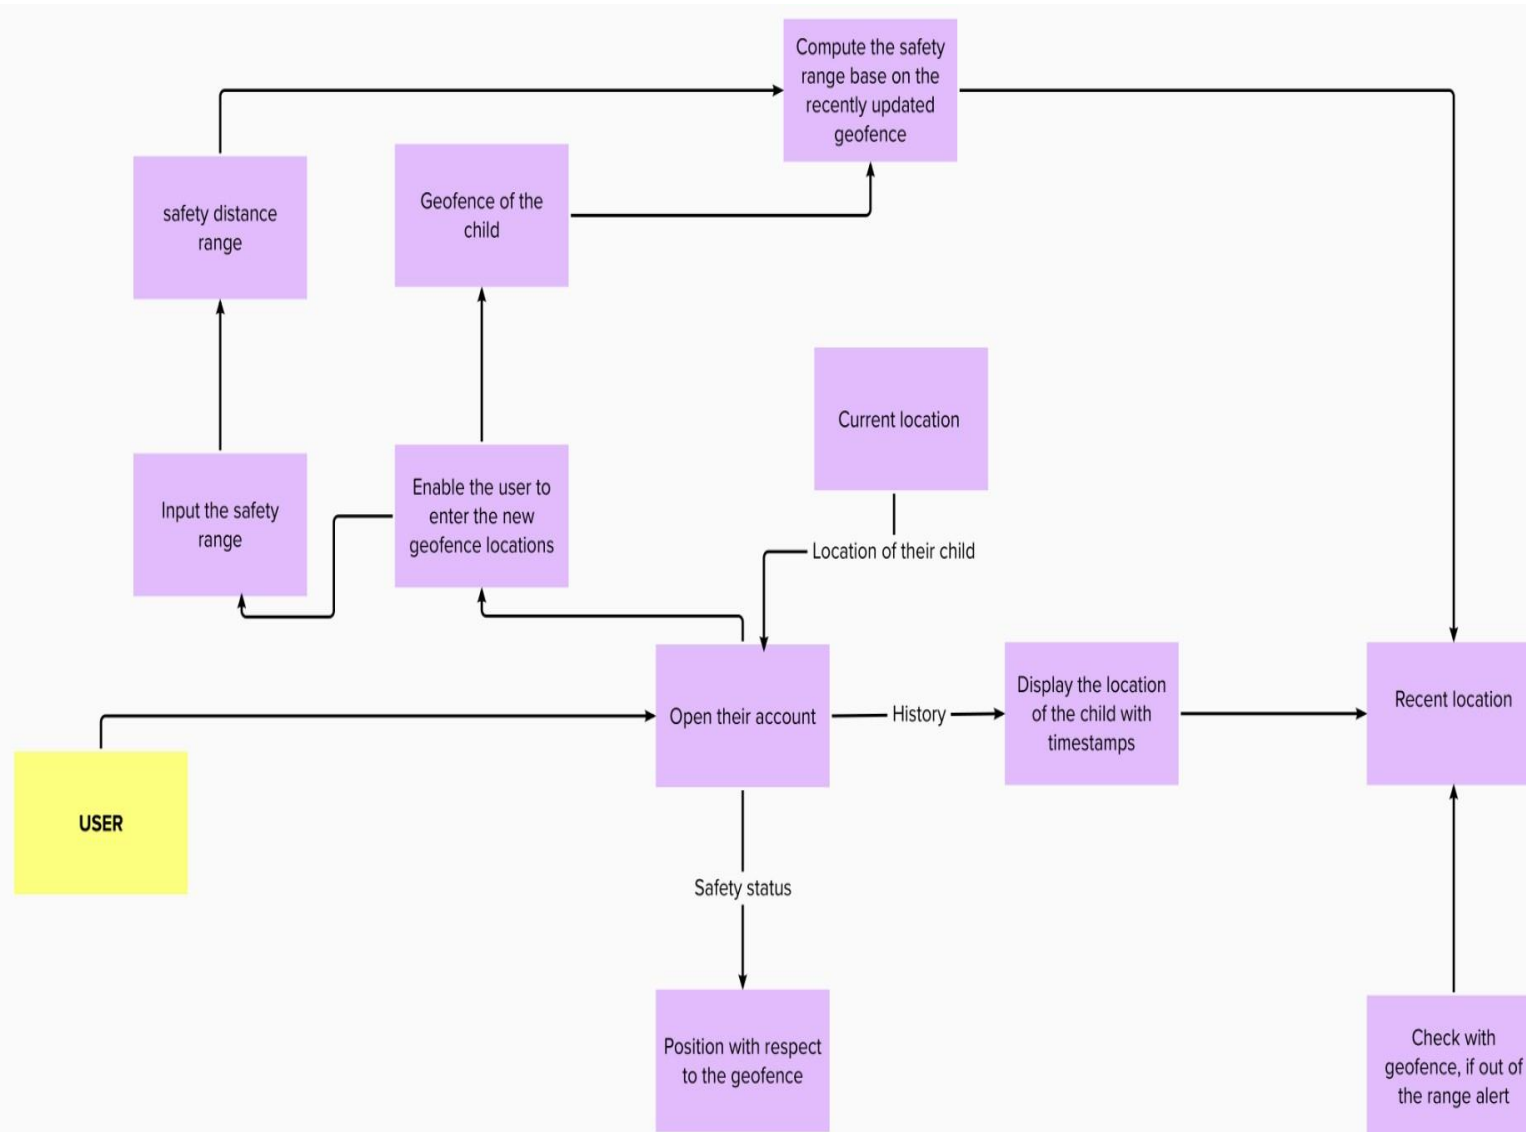 Compute the safety
range base on the
recently updated
geofence
safety distance
range
Geofence of the
child
Current location
Input the safety
range
Enable the user to
enter the new
geofence locations
Location of their child
Open their account
History
Display the location
of the child with
timestamps
Recent location
USER
Safety status
Position with respect
to the geofence
Check with
geofence, if out of
the range alert